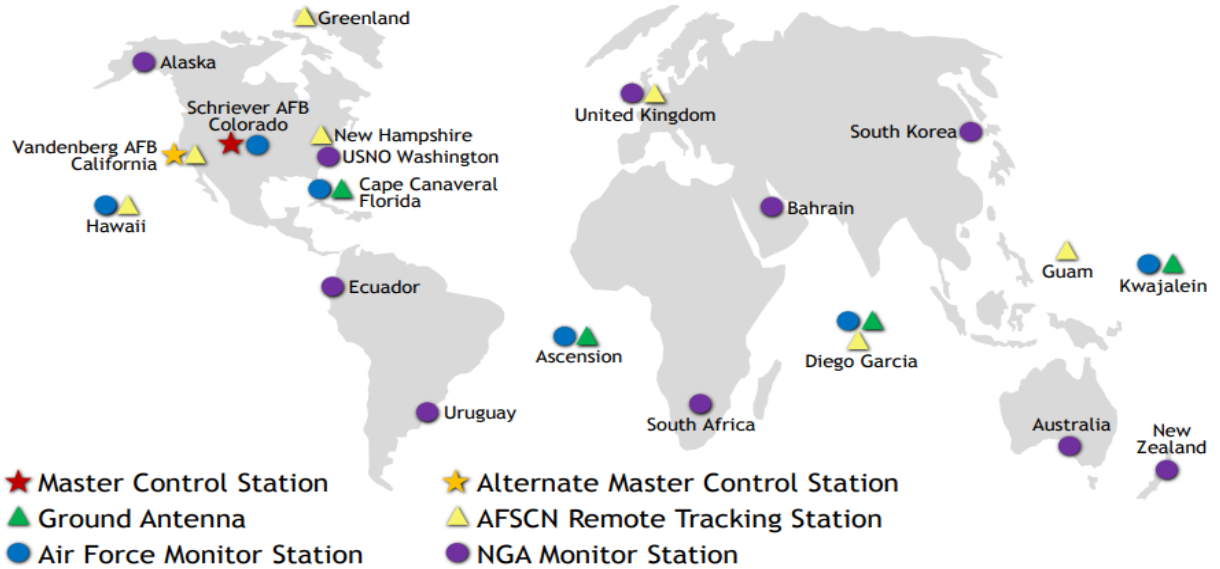 Greenland
Alaska
Schriever AFB
Colorado
United Kingdom
New Hampshire
South Korea
Vandenberg AFB
California
USNO Washington
Cape Canaveral
Florida
Hawaii
Bahrain
Guam
Kwajalein
Ecuador
Ascension
Diego Garcia
Uruguay
South Africa
Australia
New
Zealand
Master Control Station
Alternate Master Control Station
Ground Antenna
AFSCN Remote Tracking Station
Air Force Monitor Station
NGA Monitor Station